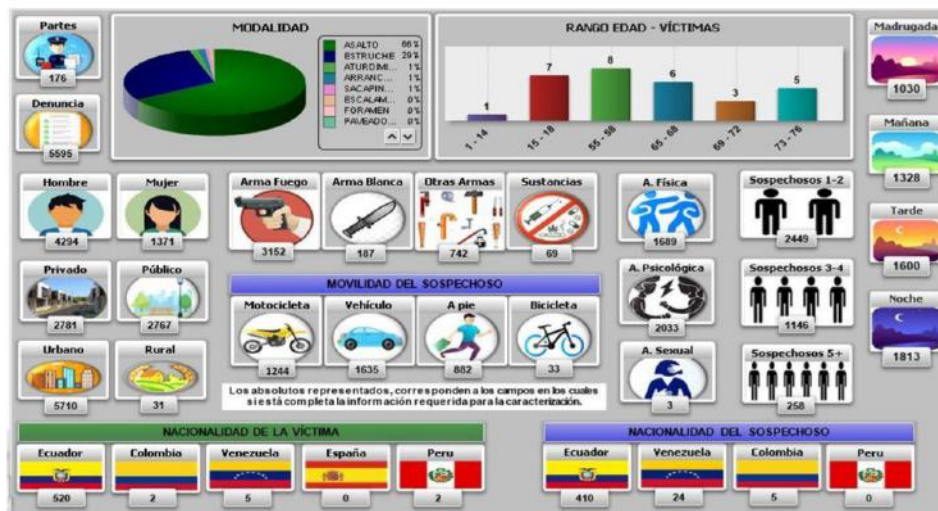 Partes
176
Denuncia
5595
MODALIDAD
ASALTO 66%
ESTRUCHE 29%
ATURDIMI... 1%
ARRANC... 1%
SACAPIN... 1%
ESCALAM... 0%
FORAMEN 0%
PAVEADO... 0%
RANGO EDAD - VÍCTIMAS
1 7 8 6 3 5
1 - 14
15 - 18
55 - 58
65 - 68
69 - 72
73 - 76
Madrugada
1030
Mañana
1328
Tarde
1600
Noche
1813
Hombre
4294
Mujer
1371
Privado
2781
Público
2767
Urbano
5710
Rural
31
Arma Fuego
3152
Arma Blanca
187
Otras Armas
742
Sustancias
69
MOVILIDAD DEL SOSPECHOSO
Motocicleta
1244
Vehículo
1635
A pie
882
Bicicleta
33
Los absolutos representados, corresponden a los campos en los cuales
si está completa la información requerida para la caracterización.
A. Física
1689
A. Psicológica
2033
A. Sexual
3
Sospechosos 1-2
2449
Sospechosos 3-4
1146
Sospechosos 5+
258
NACIONALIDAD DE LA VÍCTIMA
Ecuador
520
Colombia
2
Venezuela
5
España
0
Peru
2
NACIONALIDAD DEL SOSPECHOSO
Ecuador
410
Venezuela
24
Colombia
5
Peru
0